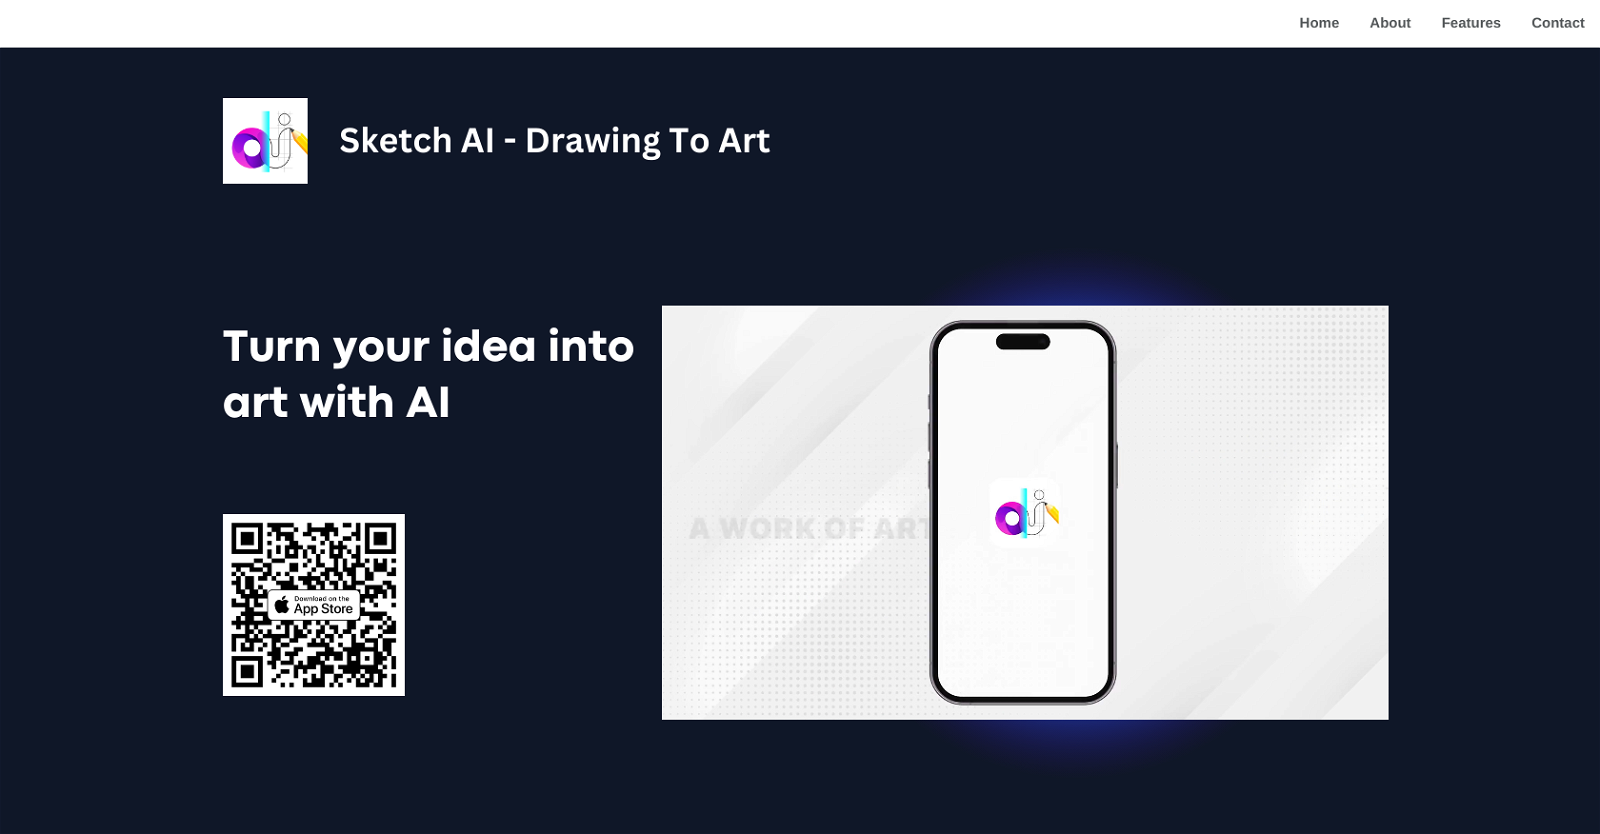 Home About Features Contact
Sketch AI - Drawing To Art
Turn your idea into
art with AI
A WORK OF ART
Download on the
App Store